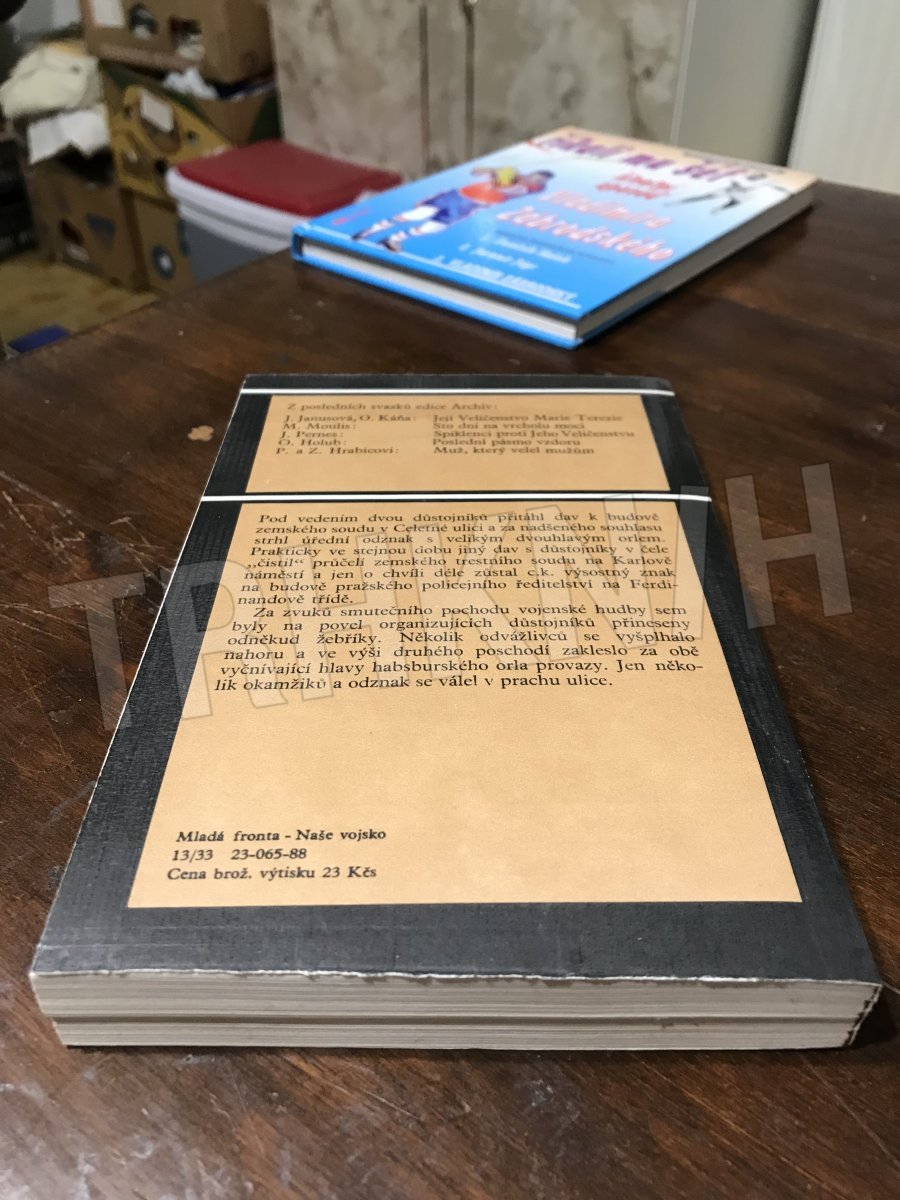 Vladimíra
Zábrodského
Z posledních svazků edice Archiv:
J. Janusová, O. Káňa: Její Veličenstvo Marie Terezie
M. Moulis: Sto dní na vrcholu moci
J. Pernes: Spiklenci proti Jeho Veličenstvu
O. Holub: Poslední pásmo vzdoru
P. a Z. Hrabicovi: Muž, který velel mužům
Pod vedením dvou důstojníků přitáhl dav k budově
zemského soudu v Celetné ulici a za nadšeného souhlasu
strhl úřední odznak s velikým dvouhlavým orlem.
Prakticky ve stejnou dobu jiný dav s důstojníky v čele
„čistil“ průčelí zemského trestního soudu na Karlově
náměstí a jen o chvíli déle zůstal c.k. výsostný znak
na budově pražského policejního ředitelství na Ferdi-
nandově třídě.
Za zvuků smutečního pochodu vojenské hudby sem
byly na povel organizujících důstojníků přineseny
odněkud žebříky. Několik odvážlivců se vyšplhalo
nahoru a ve výši druhého poschodí zakleslo za obě
vyčnívající hlavy habsburského orla provazy. Jen něko-
lik okamžiků a odznak se válel v prachu ulice.
Mladá fronta - Naše vojsko
13/33 23-065-88
Cena brož. výtisku 23 Kčs